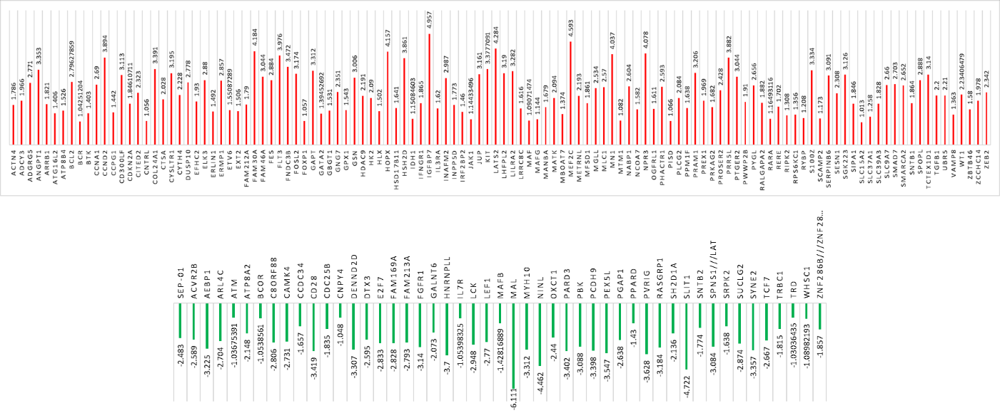 1.786
1.966
2.771
3.353
1.821
1.406
1.526
2.79627859
1.04251204
1.403
2.69
3.894
1.442
3.113
1.84610711
2.323
1.056
3.391
2.028
3.195
2.228
2.778
1.93
2.88
1.492
2.857
1.55087289
1.506
1.79
4.184
3.044
2.884
3.976
3.472
3.174
1.057
3.312
1.39452692
1.531
2.351
1.543
3.006
2.191
2.09
1.502
4.157
1.641
3.861
1.15084603
1.865
4.957
1.62
2.987
1.773
1.46
1.14433496
3.161
3.3777091
4.284
3.19
3.282
1.616
1.09071474
1.144
1.679
2.094
1.374
4.593
2.193
1.861
2.534
2.57
4.037
1.082
2.604
1.582
4.078
1.611
2.593
1.066
2.084
1.638
3.206
1.969
1.682
2.428
3.882
3.044
1.91
2.656
1.882
1.16493116
1.702
1.308
1.356
1.208
3.334
1.173
3.091
2.308
3.126
1.846
1.013
1.258
1.828
2.66
2.703
2.652
1.864
2.888
3.14
2.2
2.21
1.363
2.23406479
1.58
1.978
2.342
ACTN4
ADCY3
ADGRG5
ANGPT1
ARRB1
ATG16L2
ATP8B4
BCL2
BCR
BTK
CCNA1
CCND2
CCPG1
CD300LF
CDKN2A
CITED2
CNTRL
COL24A1
CTSA
CYSLTR1
CYTH4
DUSP10
EFHC2
ELK3
ERLIN1
ERMP1
ETV6
EXT2
FAM212A
FAM30A
FAM46A
FES
FLT3
FNDC3B
FOSL2
FOXP1
GAPT
GATA2
GBGT1
GNG7
GPX1
GSN
HDAC9
HK2
HLX
HOPX
HSD17B11
HSH2D
IDH1
IFNGR1
IGFBP7
IL3RA
INAFM2
INPP5D
IRF2BP2
JAK1
JUP
KIT
LATS2
LHFPL2
LILRA2
LRRC8C
MAF
MAFG
MANBA
MATK
MBOAT7
MEF2C
METRNL
MFSD1
MGLL
MLC1
MN1
MTM1
NABP1
NCOA7
NPR3
OGFRL1
PHACTR1
PISD
PLCG2
PPM1F
PRAM1
PREX1
PRKAG2
PROSER2
PRR5L
PTGER2
PWWP2B
PYGL
RALGAPA2
RARA
RERE
RIPK2
RPS6KC1
RYBP
S100Z
SCAMP2
SERPINB6
SESN1
SGK223
SIPA1
SLC15A2
SLC37A1
SLC39A3
SLC9A7
SMAD7
SMARCA2
SNTB1
SPOPL
TCTEX1D1
TGFB1
UBR5
VAMP8
WT1
ZBTB46
ZCCHC14
ZEB2
SEP-01
ACVR2B
AEBP1
ARL4C
ATM
ATP8A2
BCOR
C8ORF88
CAMK4
CCDC34
CD28
CDC25B
CNPY4
DENND2D
DTX3
E2F7
FAM169A
FAM213A
FGFR1
GALNT6
HNRNPLL
IL7R
LCK
LEF1
MAFB
MAL
MYH10
NINL
OXCT1
PARD3
PBK
PCDH9
PEX5L
PGAP1
PPARD
PVRIG
RASGRP1
SH2D1A
SLIT1
SNTB2
SPNS1///LAT
SRPK2
SUCLG2
SYNE2
TCF7
TRBC1
TRD
WHSC1
ZNF286B///ZNF28...
-2.483
-2.589
-3.225
-2.704
-1.03675391
-2.148
-1.0538561
-2.806
-2.731
-1.657
-3.419
-1.835
-1.048
-3.307
-2.595
-2.833
-2.828
-2.793
-3.14
-2.073
-3.7
-1.05398325
-2.948
-2.77
-1.42816889
-6.111
-3.312
-4.462
-2.44
-3.402
-3.088
-3.398
-3.547
-2.638
-1.43
-3.628
-3.184
-2.136
-4.722
-1.774
-3.084
-1.638
-2.874
-3.357
-2.667
-1.815
-1.03036435
-1.08982193
-1.857